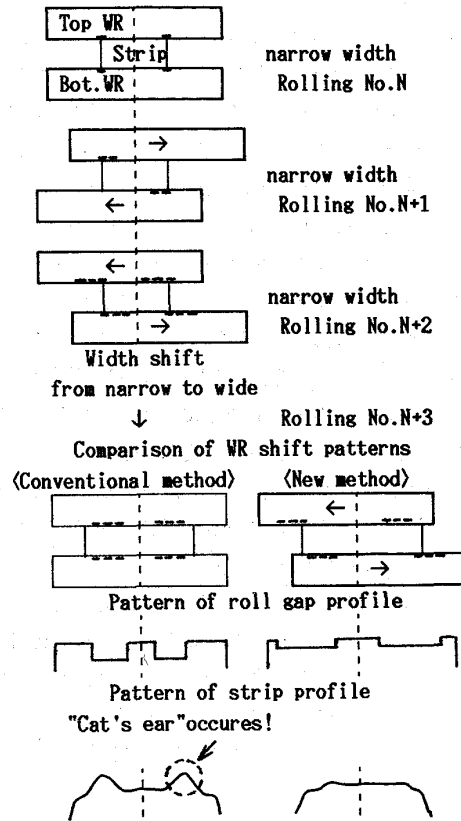 Top WR
Strip
narrow width
Bot.WR
Rolling No.N
→
narrow width
←
Rolling No.N+1
←
narrow width
→
Rolling No.N+2
Width shift
from narrow to wide
↓
Rolling No.N+3
Comparison of WR shift patterns
〈Conventional method〉
〈New method〉
←
→
Pattern of roll gap profile
Pattern of strip profile
"Cat's ear"occures!